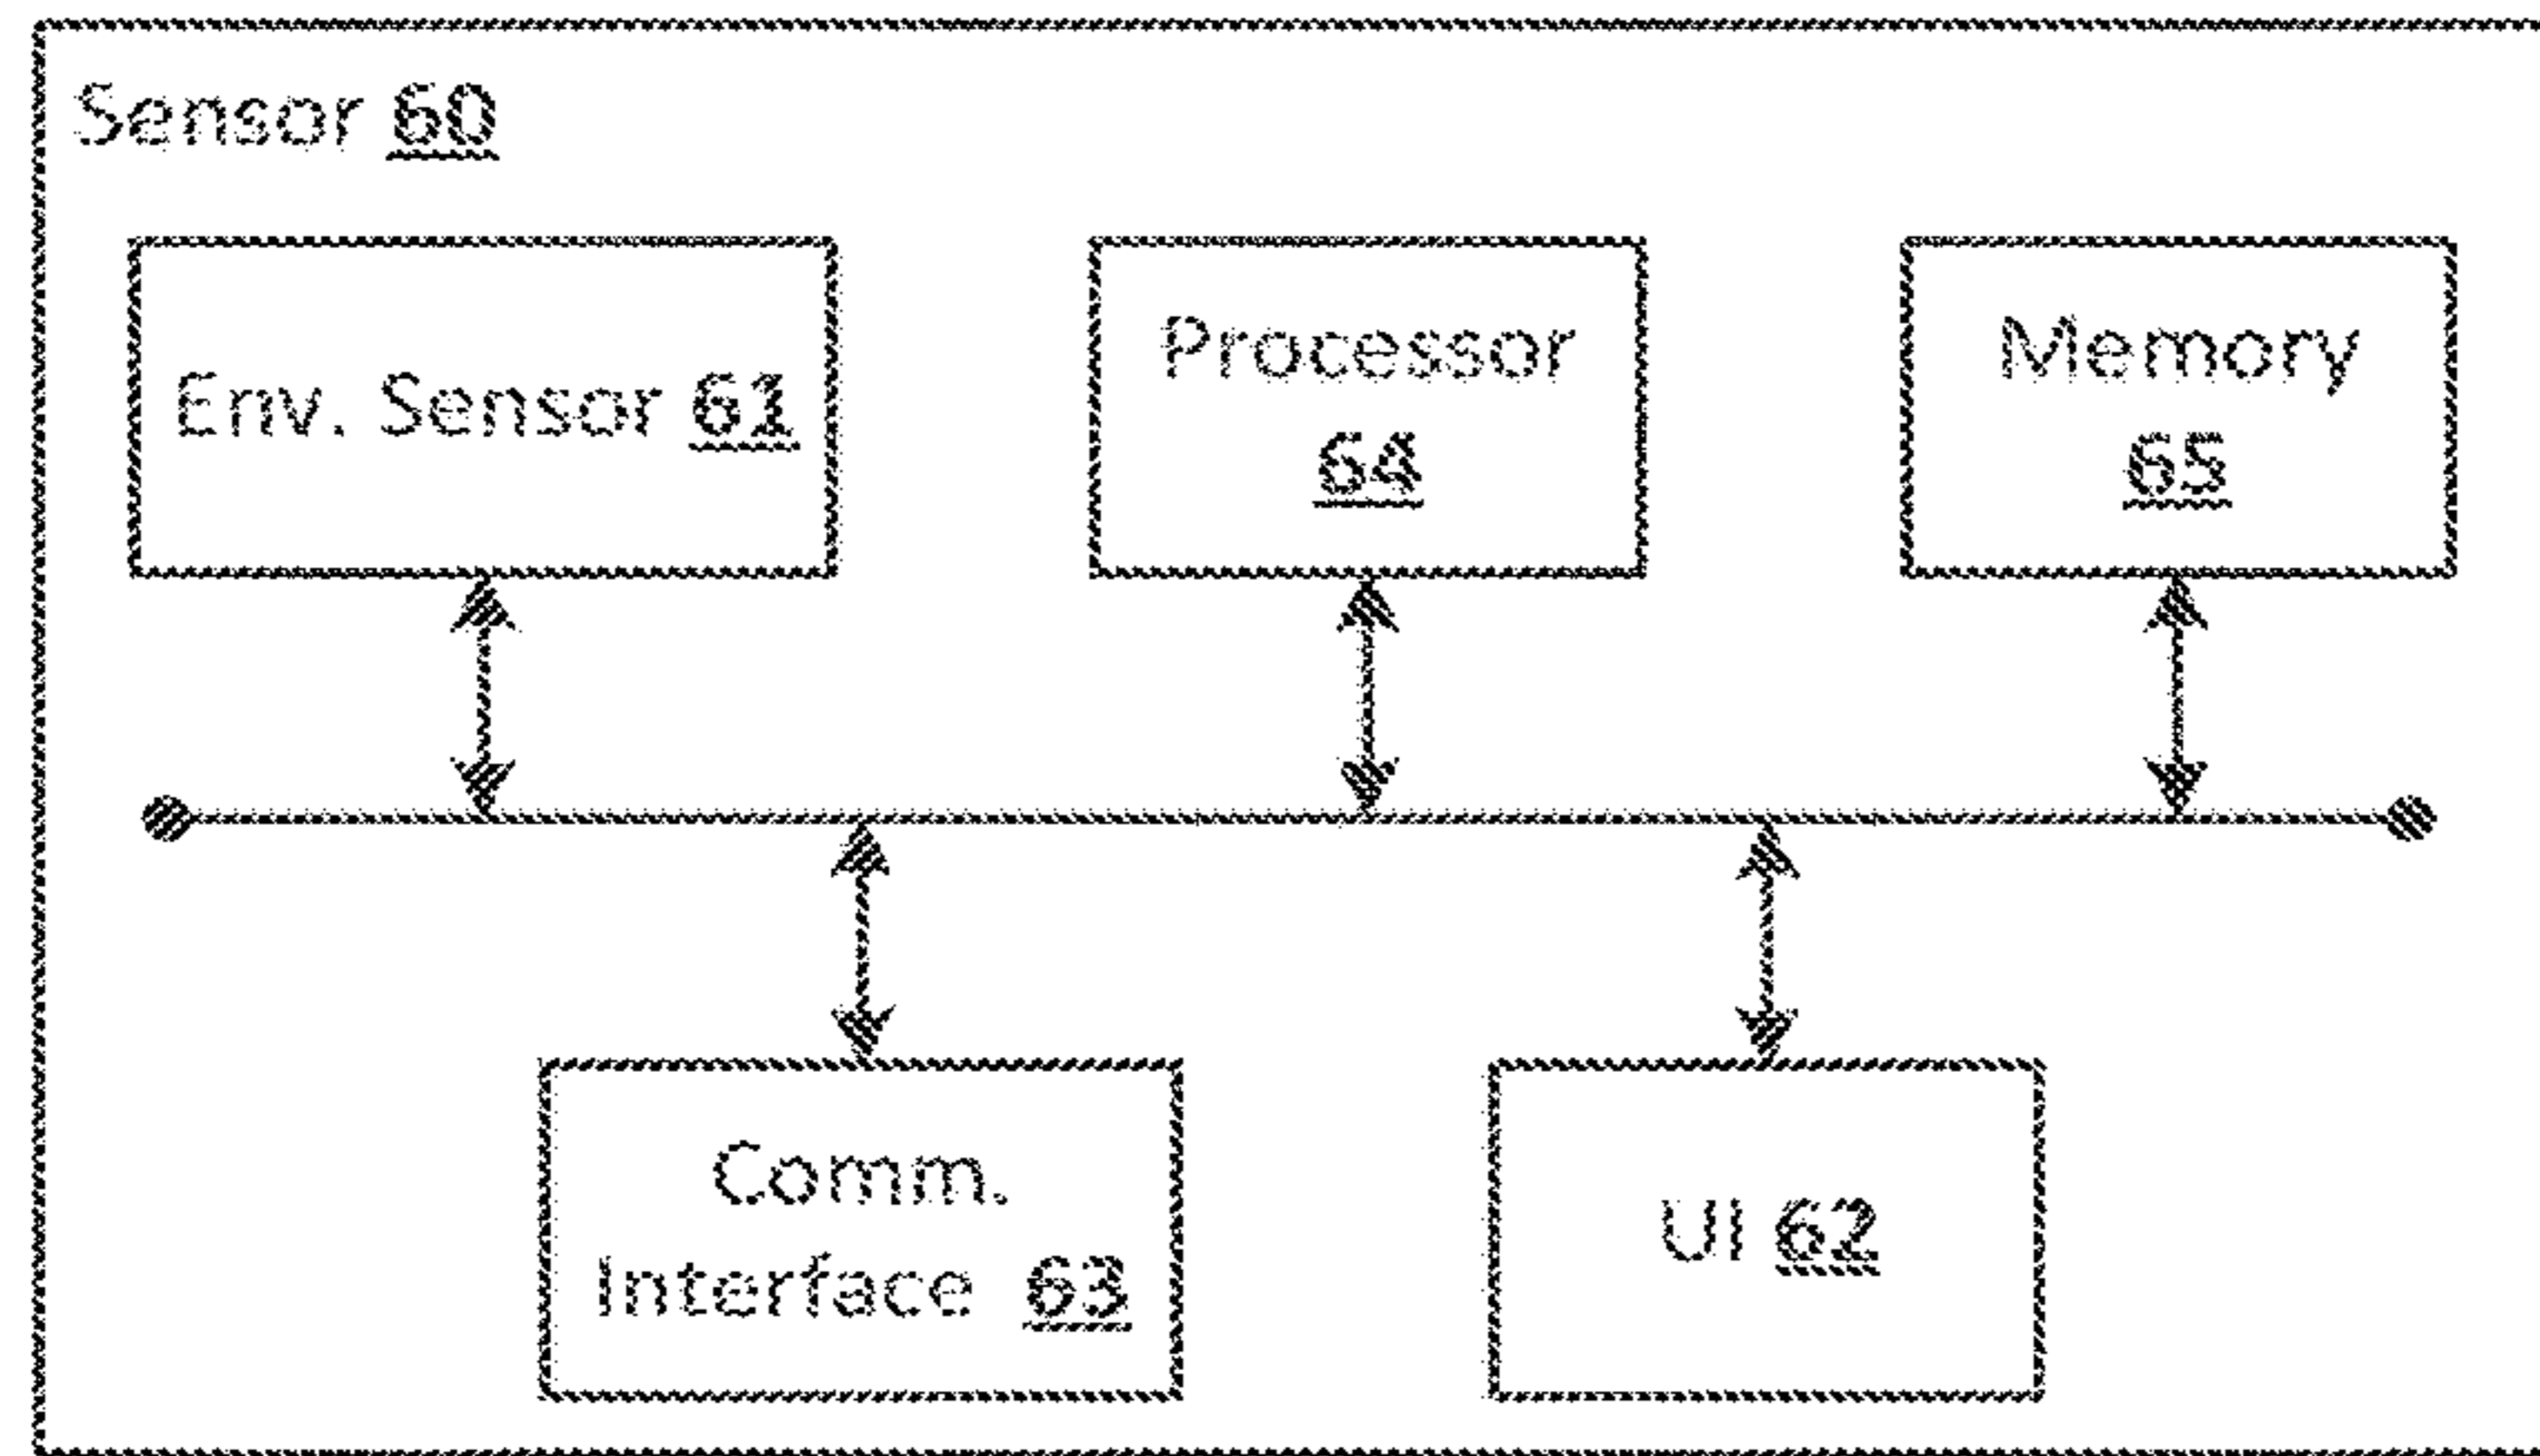 Sensor 60
Env. Sensor 61
Processor
64
Memory
65
Comm.
Interface 63
UI 62